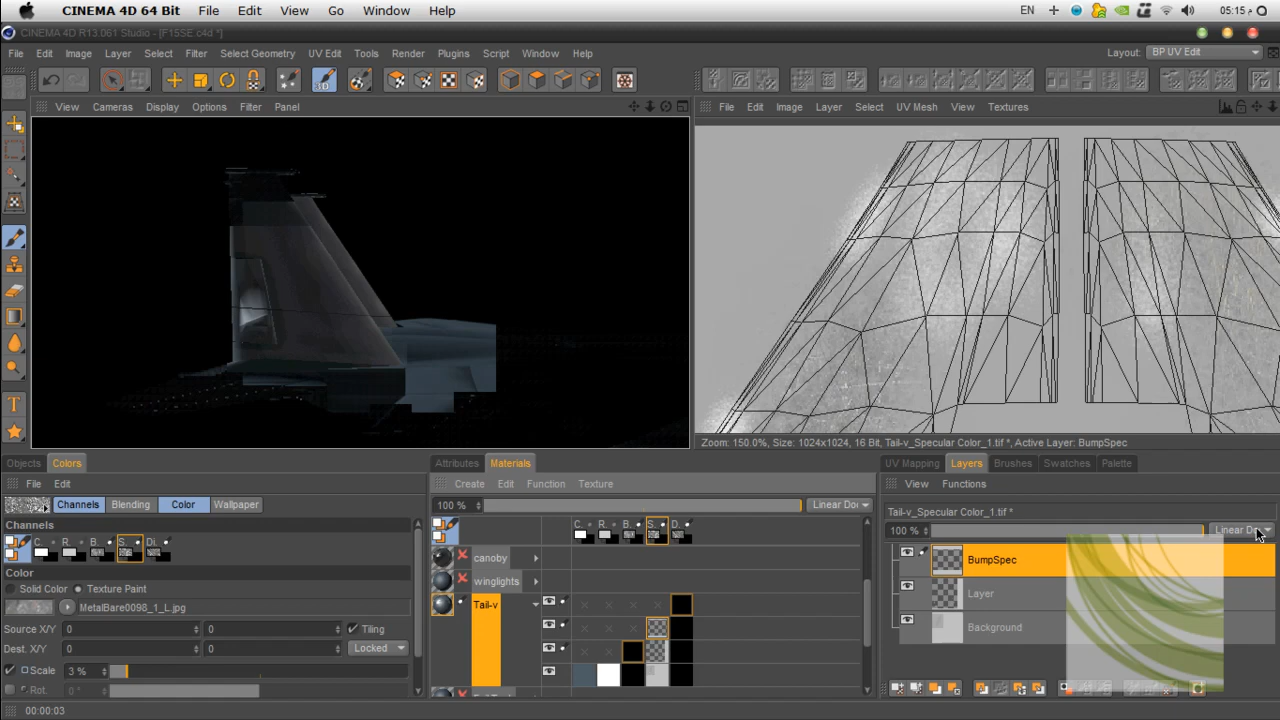 CINEMA 4D 64 Bit File Edit View Go Window Help EN 05:15 م
CINEMA 4D R13.061 Studio - [F15SE.c4d *]
File Edit Image Layer Select Filter Select Geometry UV Edit Tools Render Plugins Script Window Help Layout: BP UV Edit
3D
View Cameras Display Options Filter Panel
File Edit Image Layer Select UV Mesh View Textures
Zoom: 150.0%, Size: 1024x1024, 16 Bit, Tail-v_Specular Color_1.tif *, Active Layer: BumpSpec
Objects Colors
File Edit
Channels Blending Color Wallpaper
Channels
C. R. B. S. DI.
Color
Solid Color Texture Paint
MetalBare0098_1_L.jpg
Source X/Y 0 0 Tiling
Dest. X/Y 0 0 Locked
Scale 3 %
Rot. 0 °
Attributes Materials
Create Edit Function Texture
100 % Linear Do
C. R. B. S. D.
canoby
winglights
Tail-v
UV Mapping Layers Brushes Swatches Palette
View Functions
Tail-v_Specular Color_1.tif *
100 % Linear Do
BumpSpec
Layer
Background
T
00:00:03